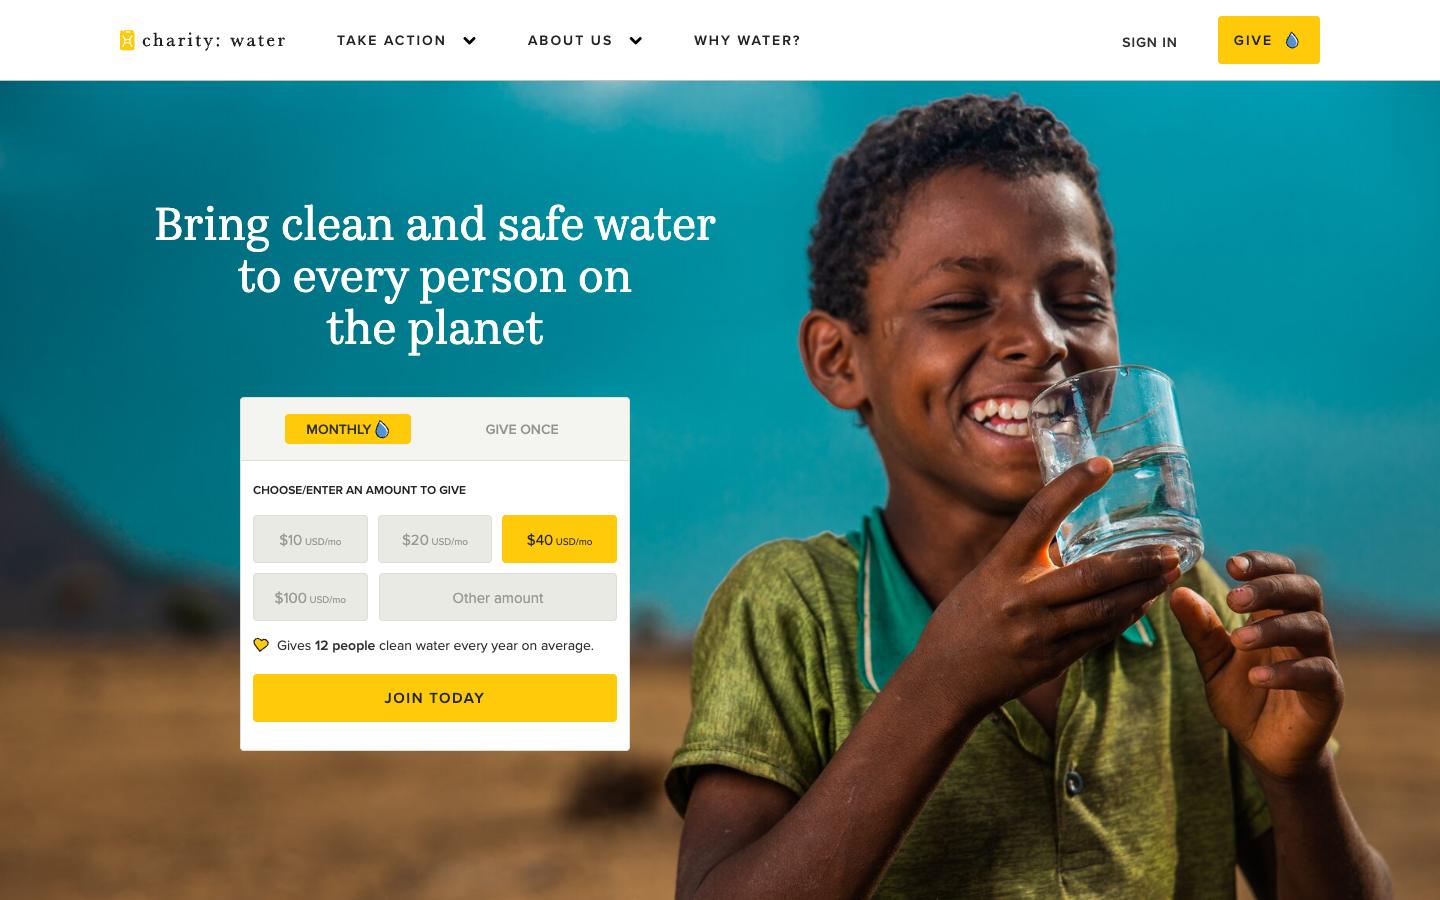 charity: water
TAKE ACTION
ABOUT US
WHY WATER?
SIGN IN
GIVE
Bring clean and safe water
to every person on
the planet
MONTHLY
GIVE ONCE
CHOOSE/ENTER AN AMOUNT TO GIVE
$10 USD/mo
$20 USD/mo
$40 USD/mo
$100 USD/mo
Other amount
Gives 12 people clean water every year on average.
JOIN TODAY